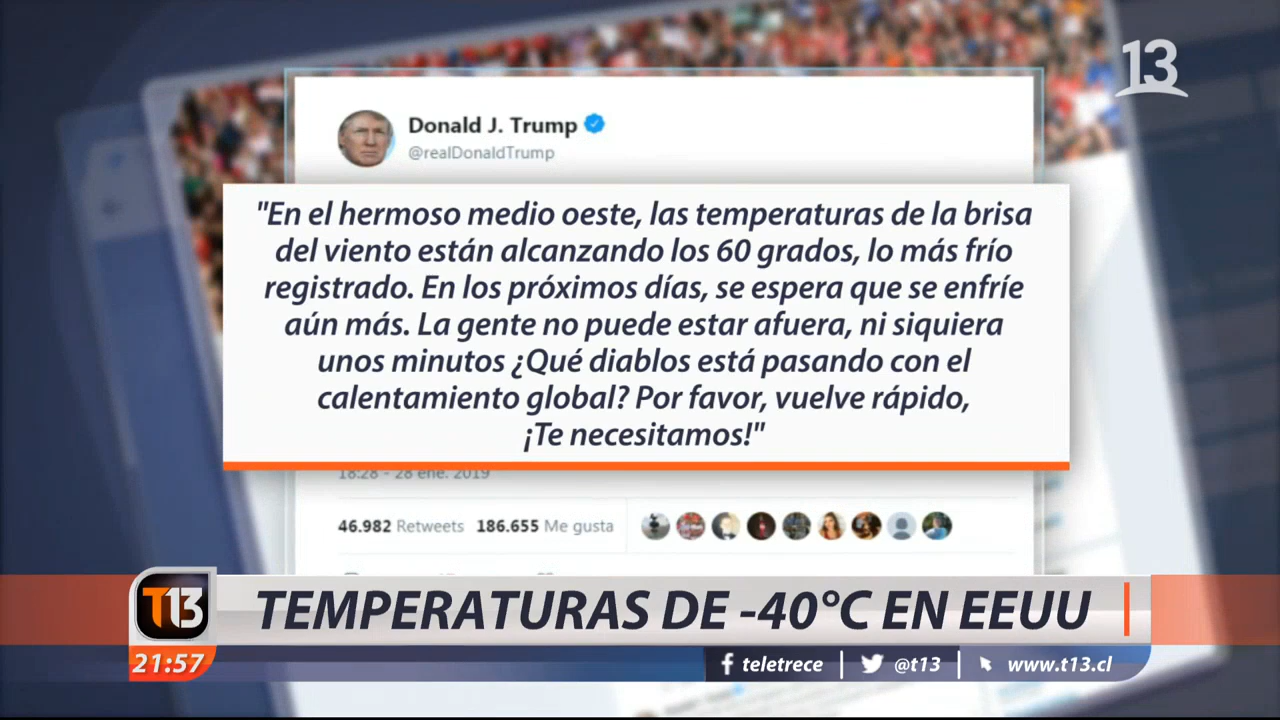 13
Donald J. Trump
@realDonaldTrump
"En el hermoso medio oeste, las temperaturas de la brisa
del viento están alcanzando los 60 grados, lo más frío
registrado. En los próximos días, se espera que se enfríe
aún más. La gente no puede estar afuera, ni siquiera
unos minutos ¿Qué diablos está pasando con el
calentamiento global? Por favor, vuelve rápido,
¡Te necesitamos!"
18:28 - 28 ene. 2019
46.982 Retweets 186.655 Me gusta
T13
TEMPERATURAS DE -40°C EN EEUU
21:57
teletrece @t13 www.t13.cl